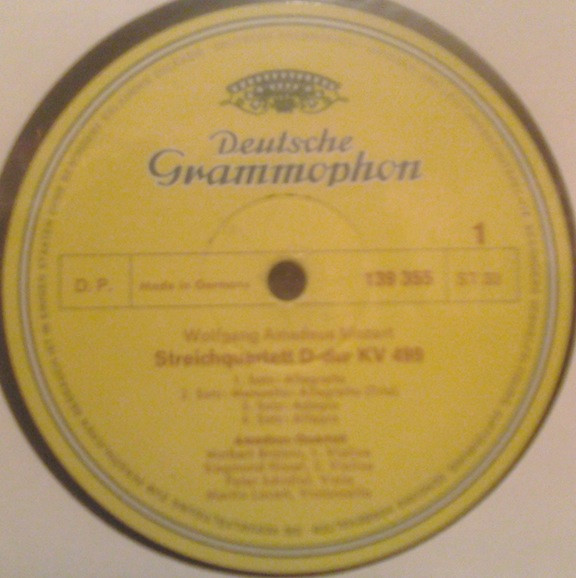 Deutsche
Grammophon
1
D. P.
Made in Germany
139 355
ST 33
Wolfgang Amadeus Mozart
Streichquartett D-dur KV 499
1. Satz: Allegretto
2. Satz: Menuetto: Allegretto (Trio)
3. Satz: Adagio
4. Satz: Allegro
Amadeus-Quartett
Norbert Brainin, 1. Violine
Siegmund Nissel, 2. Violine
Peter Schidlof, Viola
Martin Lovett, Violoncello